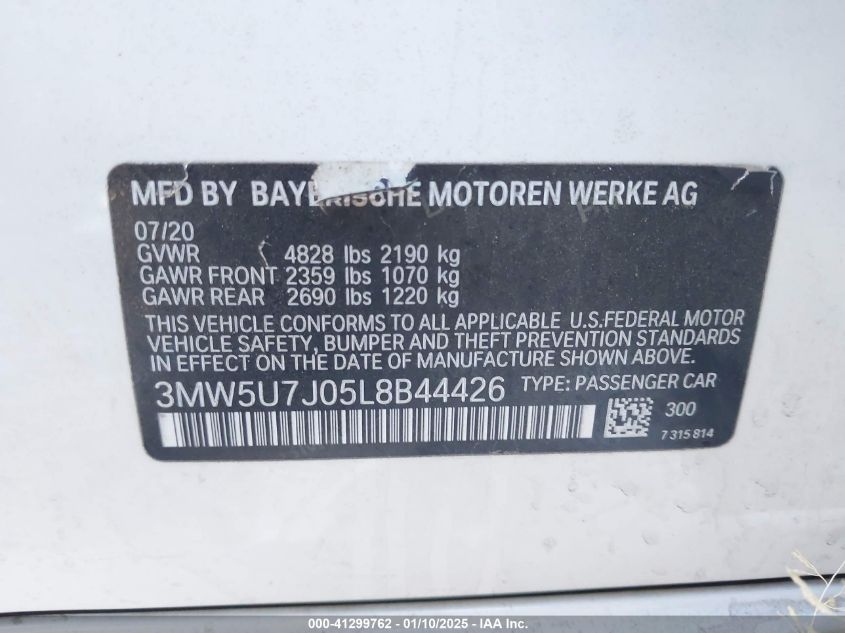 MFD BY BAYERISCHE MOTOREN WERKE AG
07/20
GVWR 4828 lbs 2190 kg
GAWR FRONT 2359 lbs 1070 kg
GAWR REAR 2690 lbs 1220 kg
THIS VEHICLE CONFORMS TO ALL APPLICABLE U.S.FEDERAL MOTOR
VEHICLE SAFETY, BUMPER AND THEFT PREVENTION STANDARDS
IN EFFECT ON THE DATE OF MANUFACTURE SHOWN ABOVE.
3MW5U7J05L8B44426 TYPE: PASSENGER CAR
300
7315814
000-41299762 - 01/10/2025 - IAA Inc.